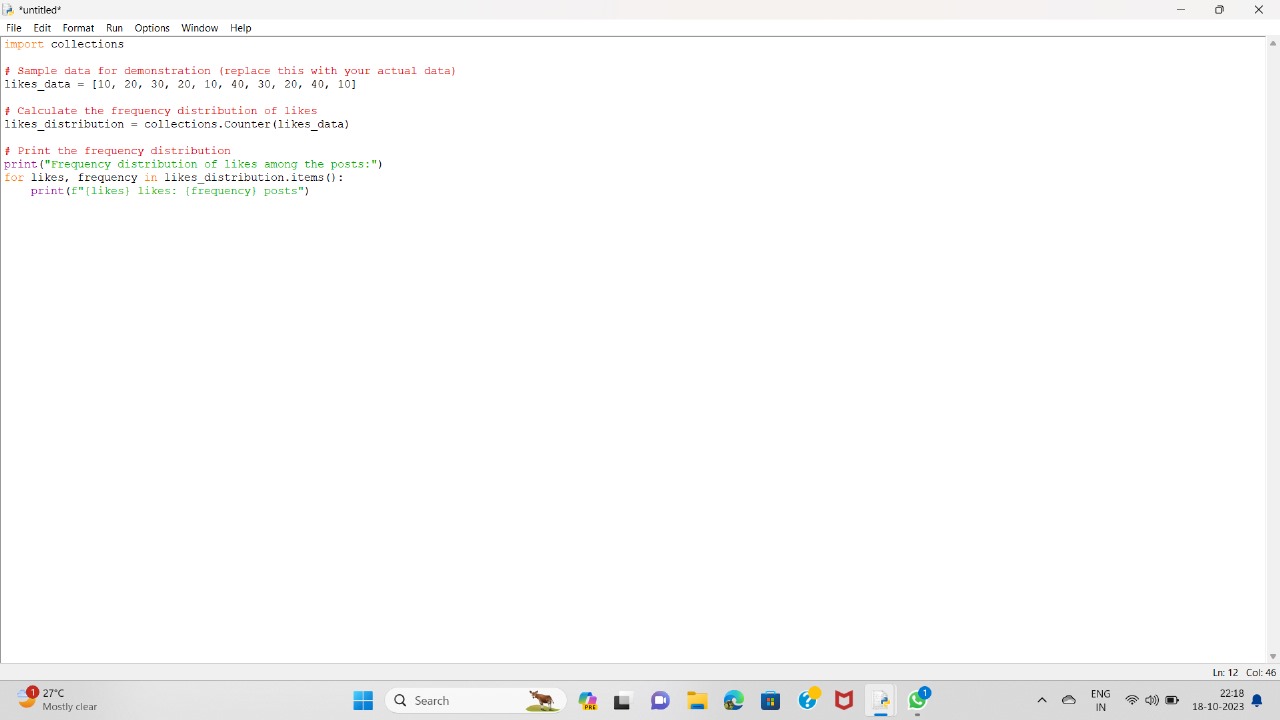 *untitled*
File Edit Format Run Options Window Help
import collections
# Sample data for demonstration (replace this with your actual data)
likes_data = [10, 20, 30, 20, 10, 40, 30, 20, 40, 10]
# Calculate the frequency distribution of likes
likes_distribution = collections.Counter(likes_data)
# Print the frequency distribution
print("Frequency distribution of likes among the posts:")
for likes, frequency in likes_distribution.items():
    print(f"{likes} likes: {frequency} posts")
Ln: 12 Col: 46
1 27°C
Mostly clear
Search
PRE
1
ENG
IN
22:18
18-10-2023